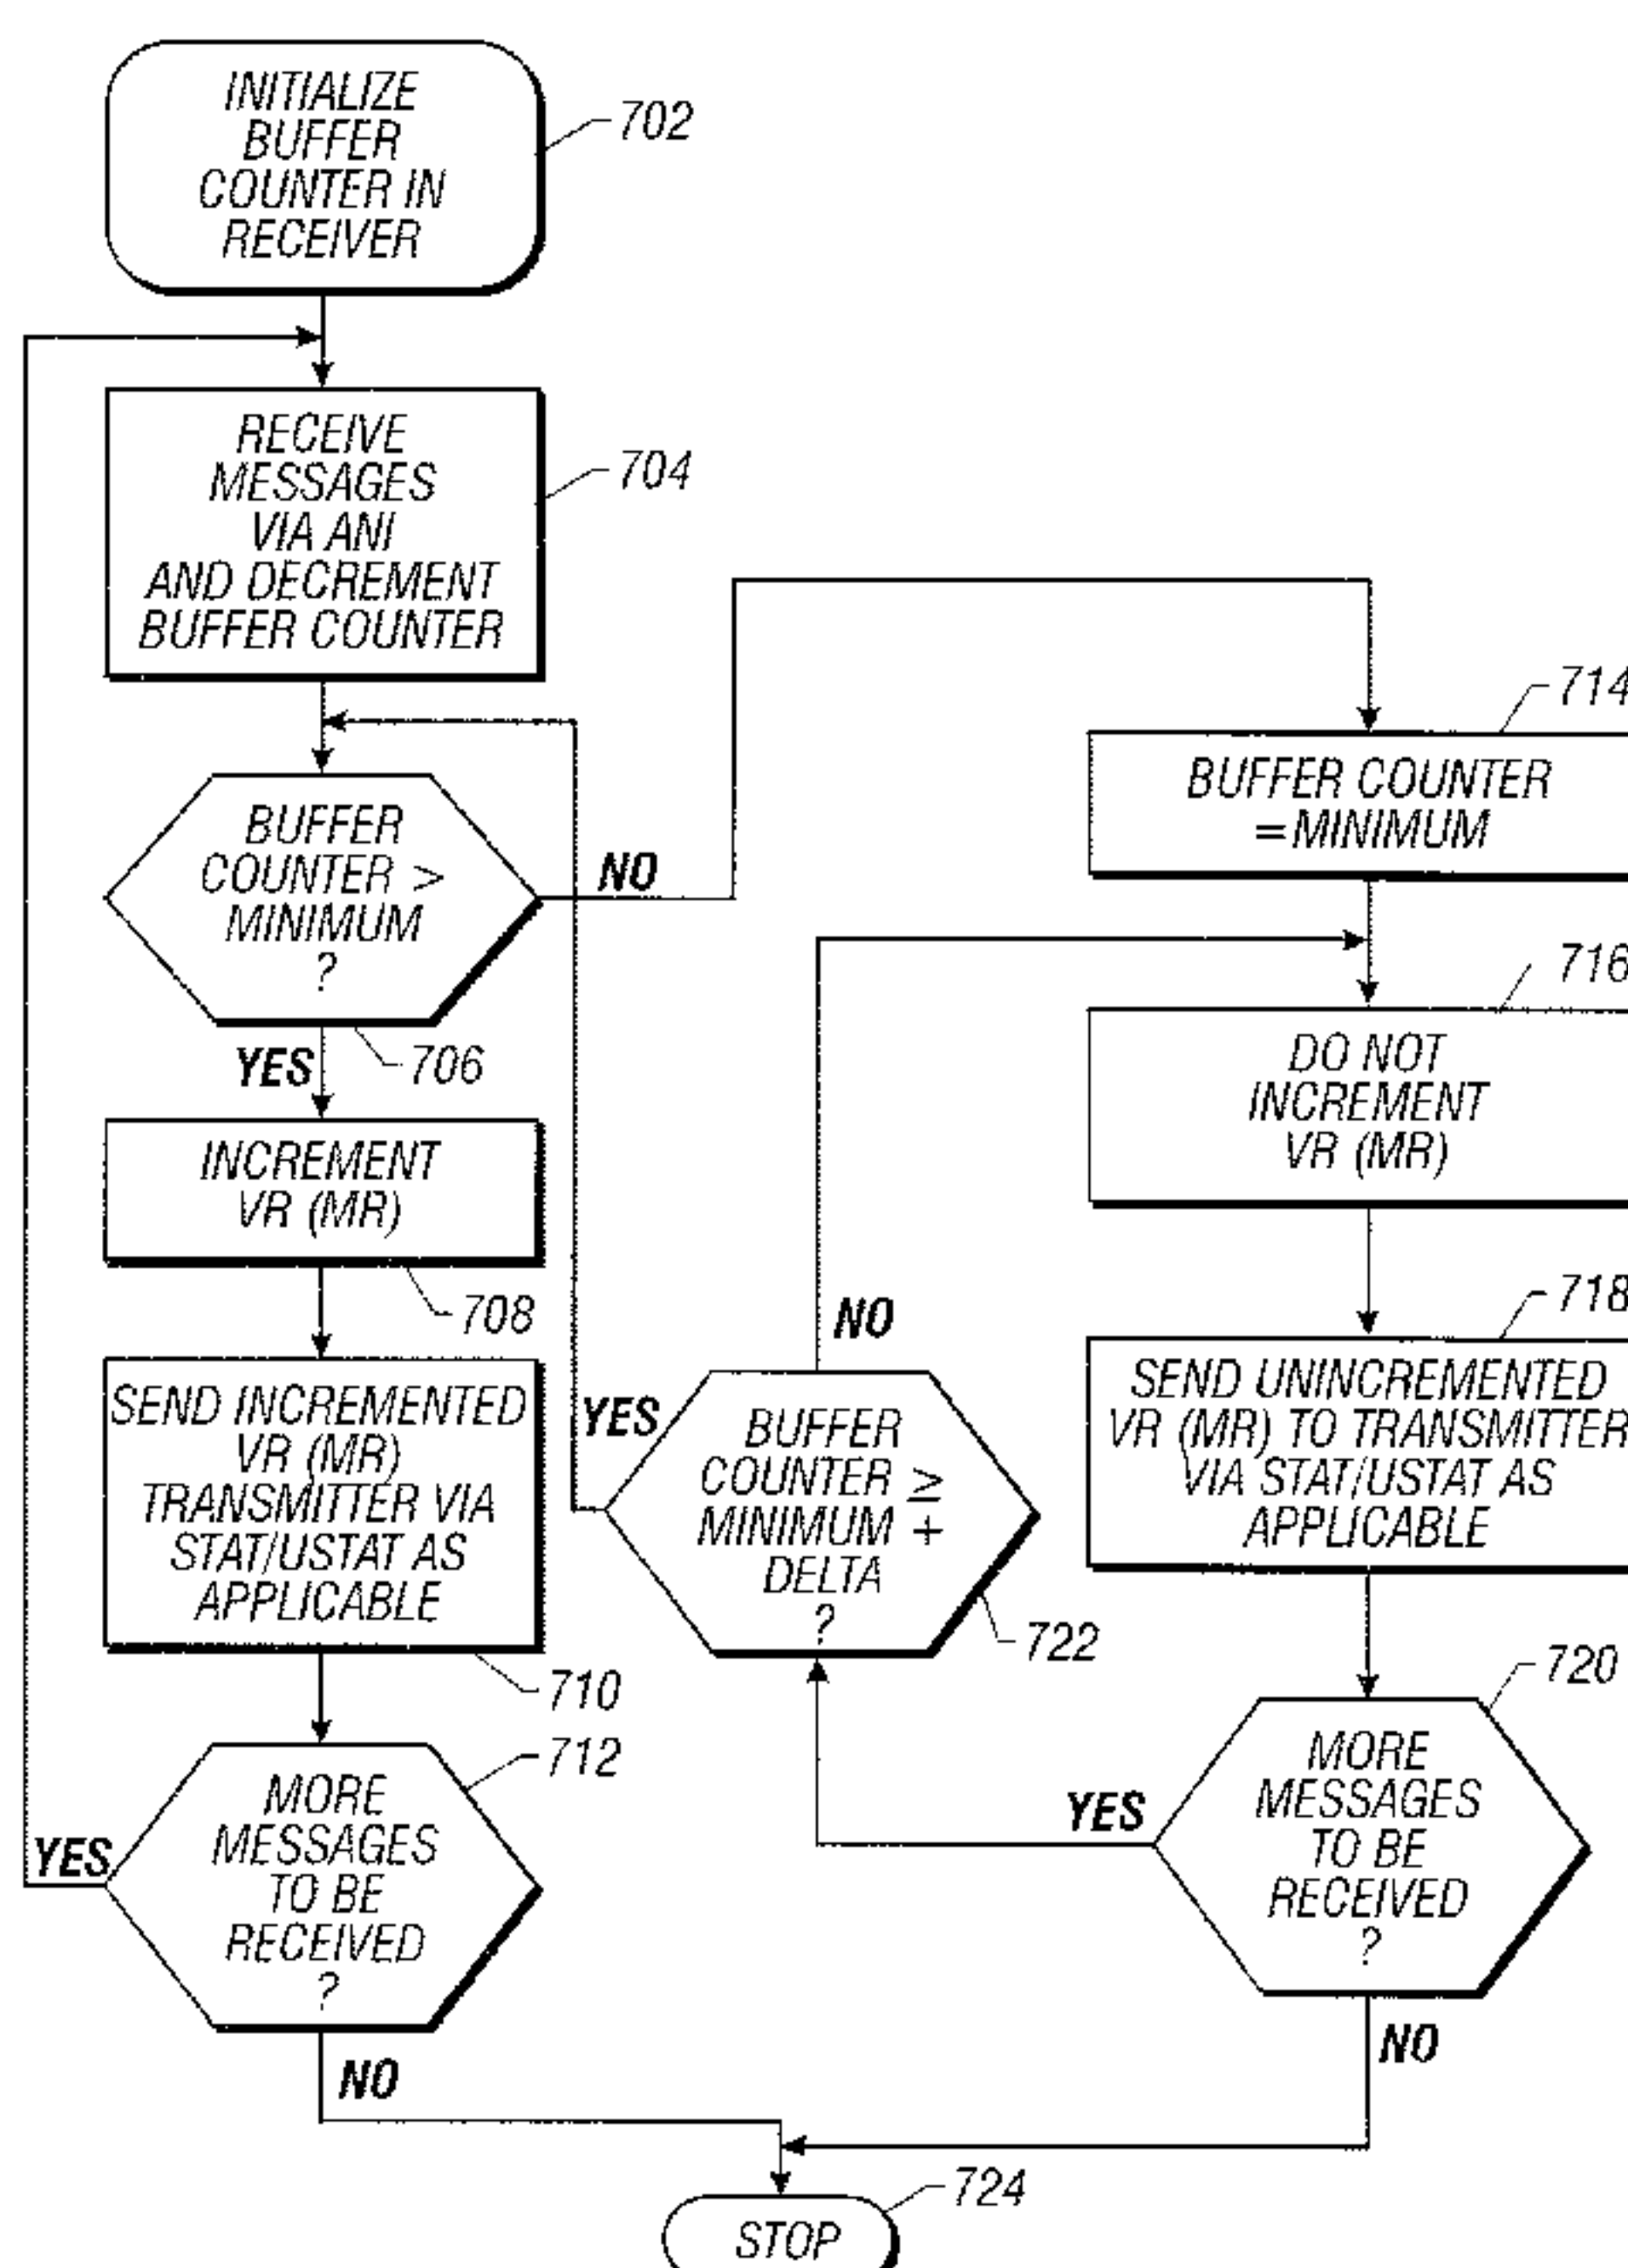 INITIALIZE
BUFFER
COUNTER IN
RECEIVER
702
RECEIVE
MESSAGES
VIA ANI
AND DECREMENT
BUFFER COUNTER
704
BUFFER
COUNTER >
MINIMUM
?
NO
YES
706
INCREMENT
VR (MR)
708
SEND INCREMENTED
VR (MR)
TRANSMITTER VIA
STAT/USTAT AS
APPLICABLE
710
MORE
MESSAGES
TO BE
RECEIVED
?
712
YES
NO
714
BUFFER COUNTER
=MINIMUM
716
DO NOT
INCREMENT
VR (MR)
718
SEND UNINCREMENTED
VR (MR) TO TRANSMITTER
VIA STAT/USTAT AS
APPLICABLE
720
MORE
MESSAGES
TO BE
RECEIVED
?
YES
NO
BUFFER
COUNTER ≥
MINIMUM +
DELTA
?
722
YES
NO
724
STOP